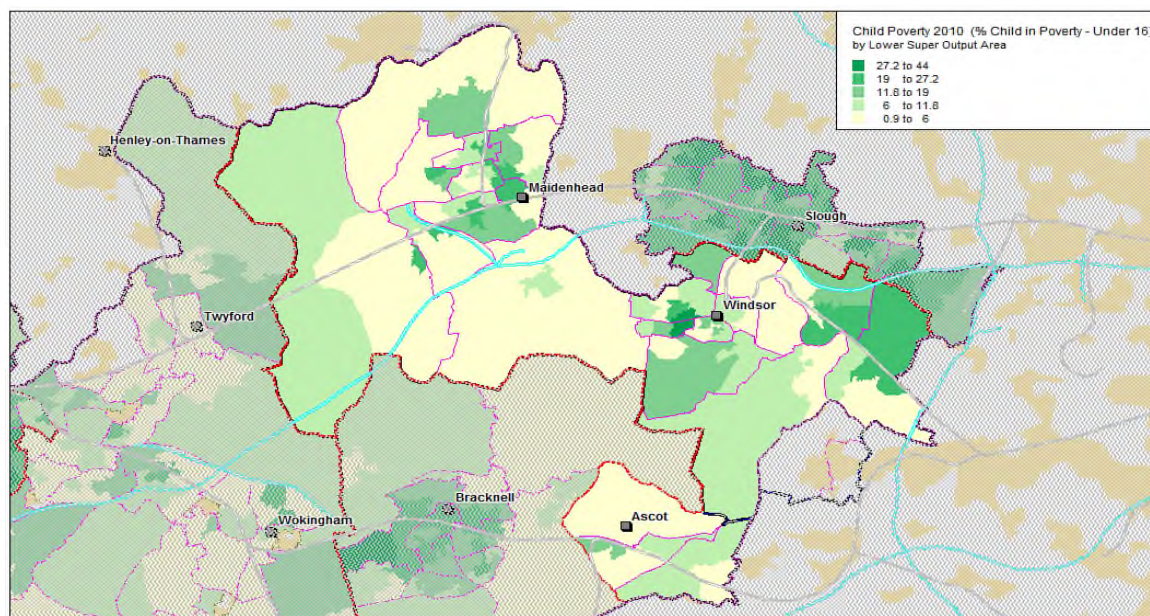 Child Poverty 2010 (% Child in Poverty - Under 16)
by Lower Super Output Area
27.2 to 44
19 to 27.2
11.8 to 19
6 to 11.8
0.9 to 6
Henley-on-Thames
Maidenhead
Slough
Windsor
Twyford
Bracknell
Ascot
Wokingham